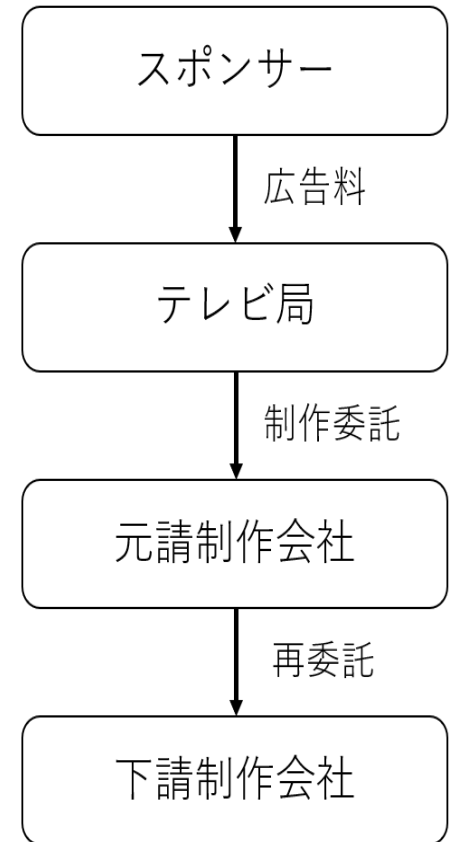 スポンサー
広告料
テレビ局
制作委託
元請制作会社
再委託
下請制作会社